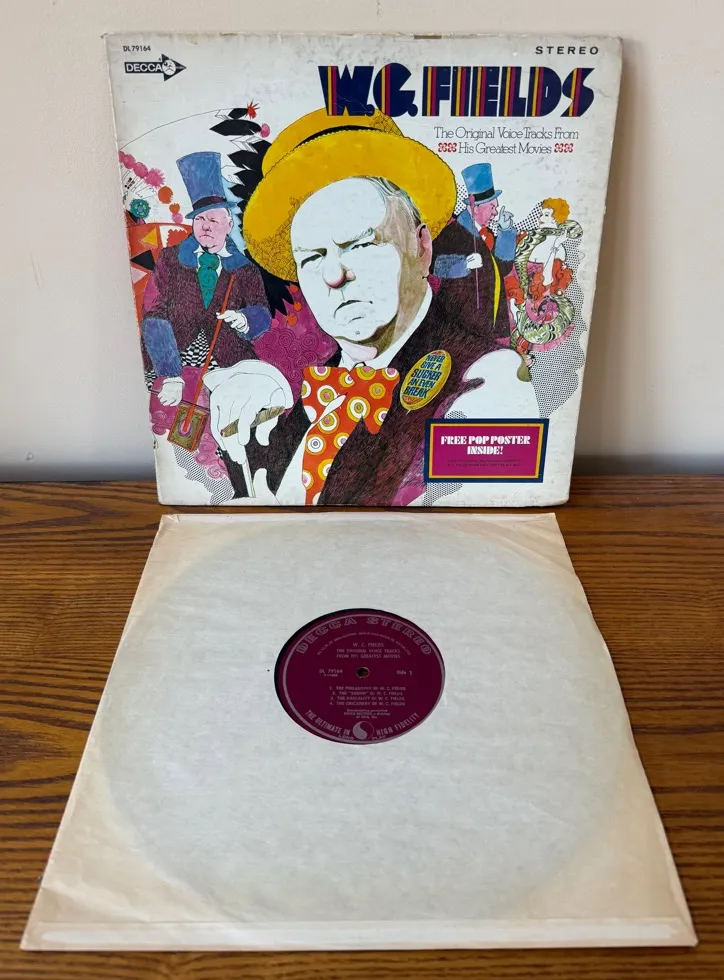 DL 79164
DECCA
STEREO
W.C. FIELDS
The Original Voice Tracks From
His Greatest Movies
NEVER
GIVE A
SUCKER
AN EVEN
BREAK
FREE POP POSTER
INSIDE!
DECCA STEREO
W. C. FIELDS
THE ORIGINAL VOICE TRACKS
FROM HIS GREATEST MOVIES
DL 79164
Side 1
1. THE PHILOSOPHY OF W. C. FIELDS
2. THE "SOUND" OF W. C. FIELDS
3. THE RASCALITY OF W. C. FIELDS
4. THE CHICANERY OF W. C. FIELDS
THE ULTIMATE IN HIGH FIDELITY